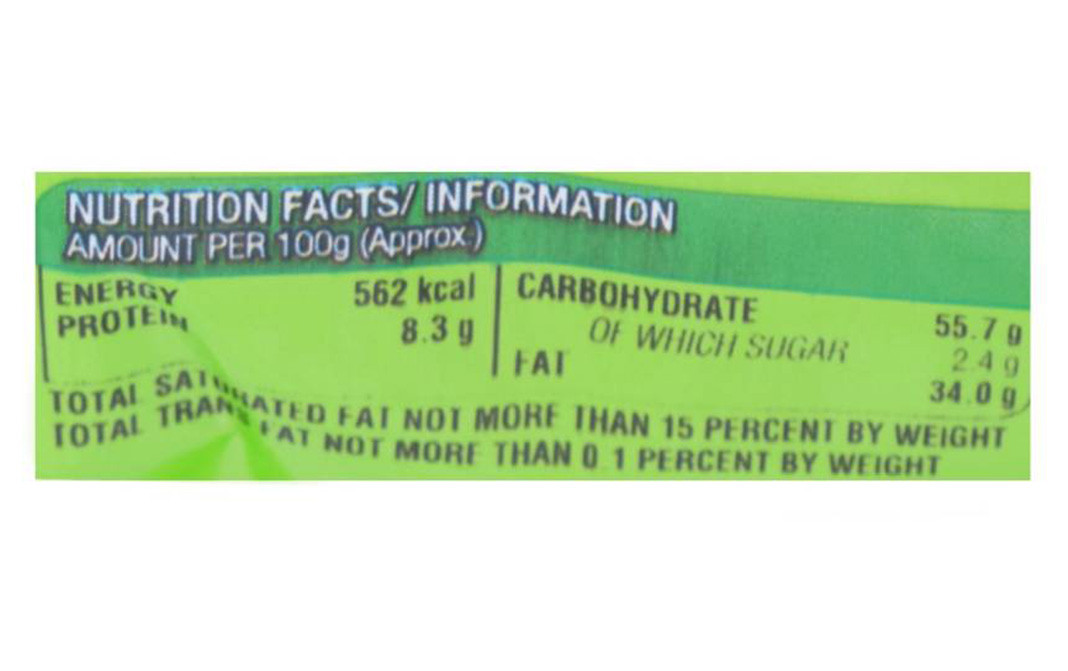 NUTRITION FACTS/ INFORMATION
AMOUNT PER 100g (Approx.)
ENERGY 562 kcal
PROTEIN 8.3 g
CARBOHYDRATE 55.7 g
OF WHICH SUGAR 2.4 g
FAT 34.0 g
TOTAL SATURATED FAT NOT MORE THAN 15 PERCENT BY WEIGHT
TOTAL TRANS FAT NOT MORE THAN 0.1 PERCENT BY WEIGHT